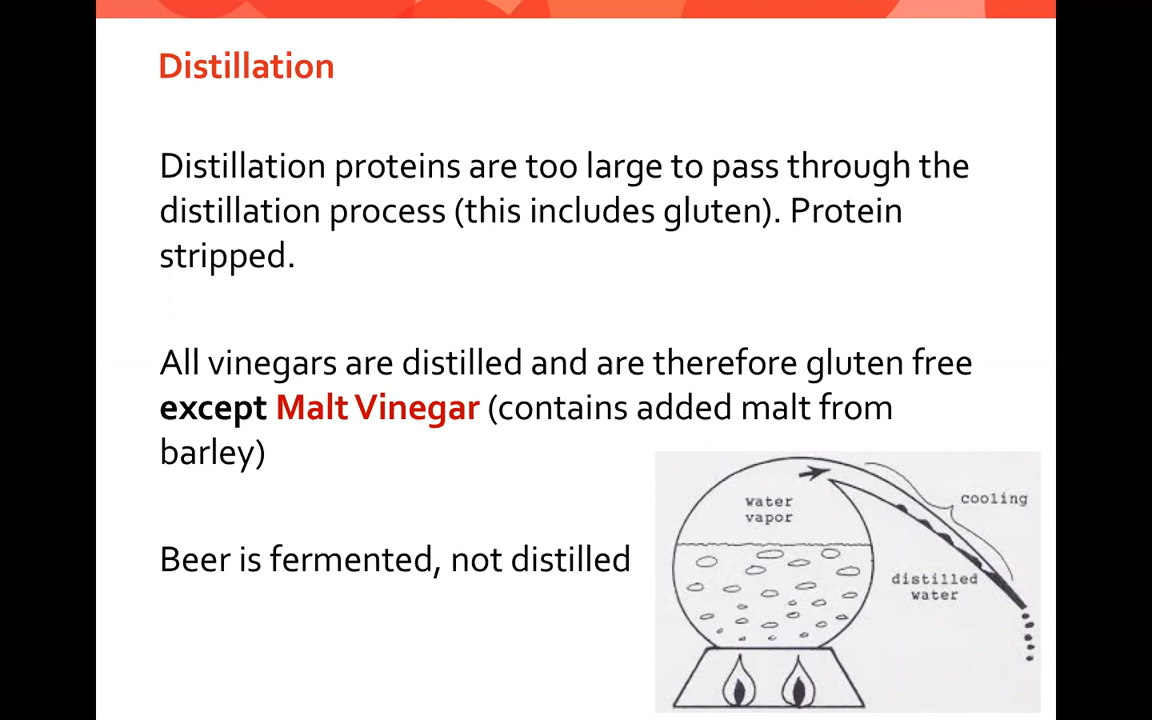 Distillation
Distillation proteins are too large to pass through the
distillation process (this includes gluten). Protein
stripped.
All vinegars are distilled and are therefore gluten free
except Malt Vinegar (contains added malt from
barley)
Beer is fermented, not distilled
water
vapor
cooling
distilled
water